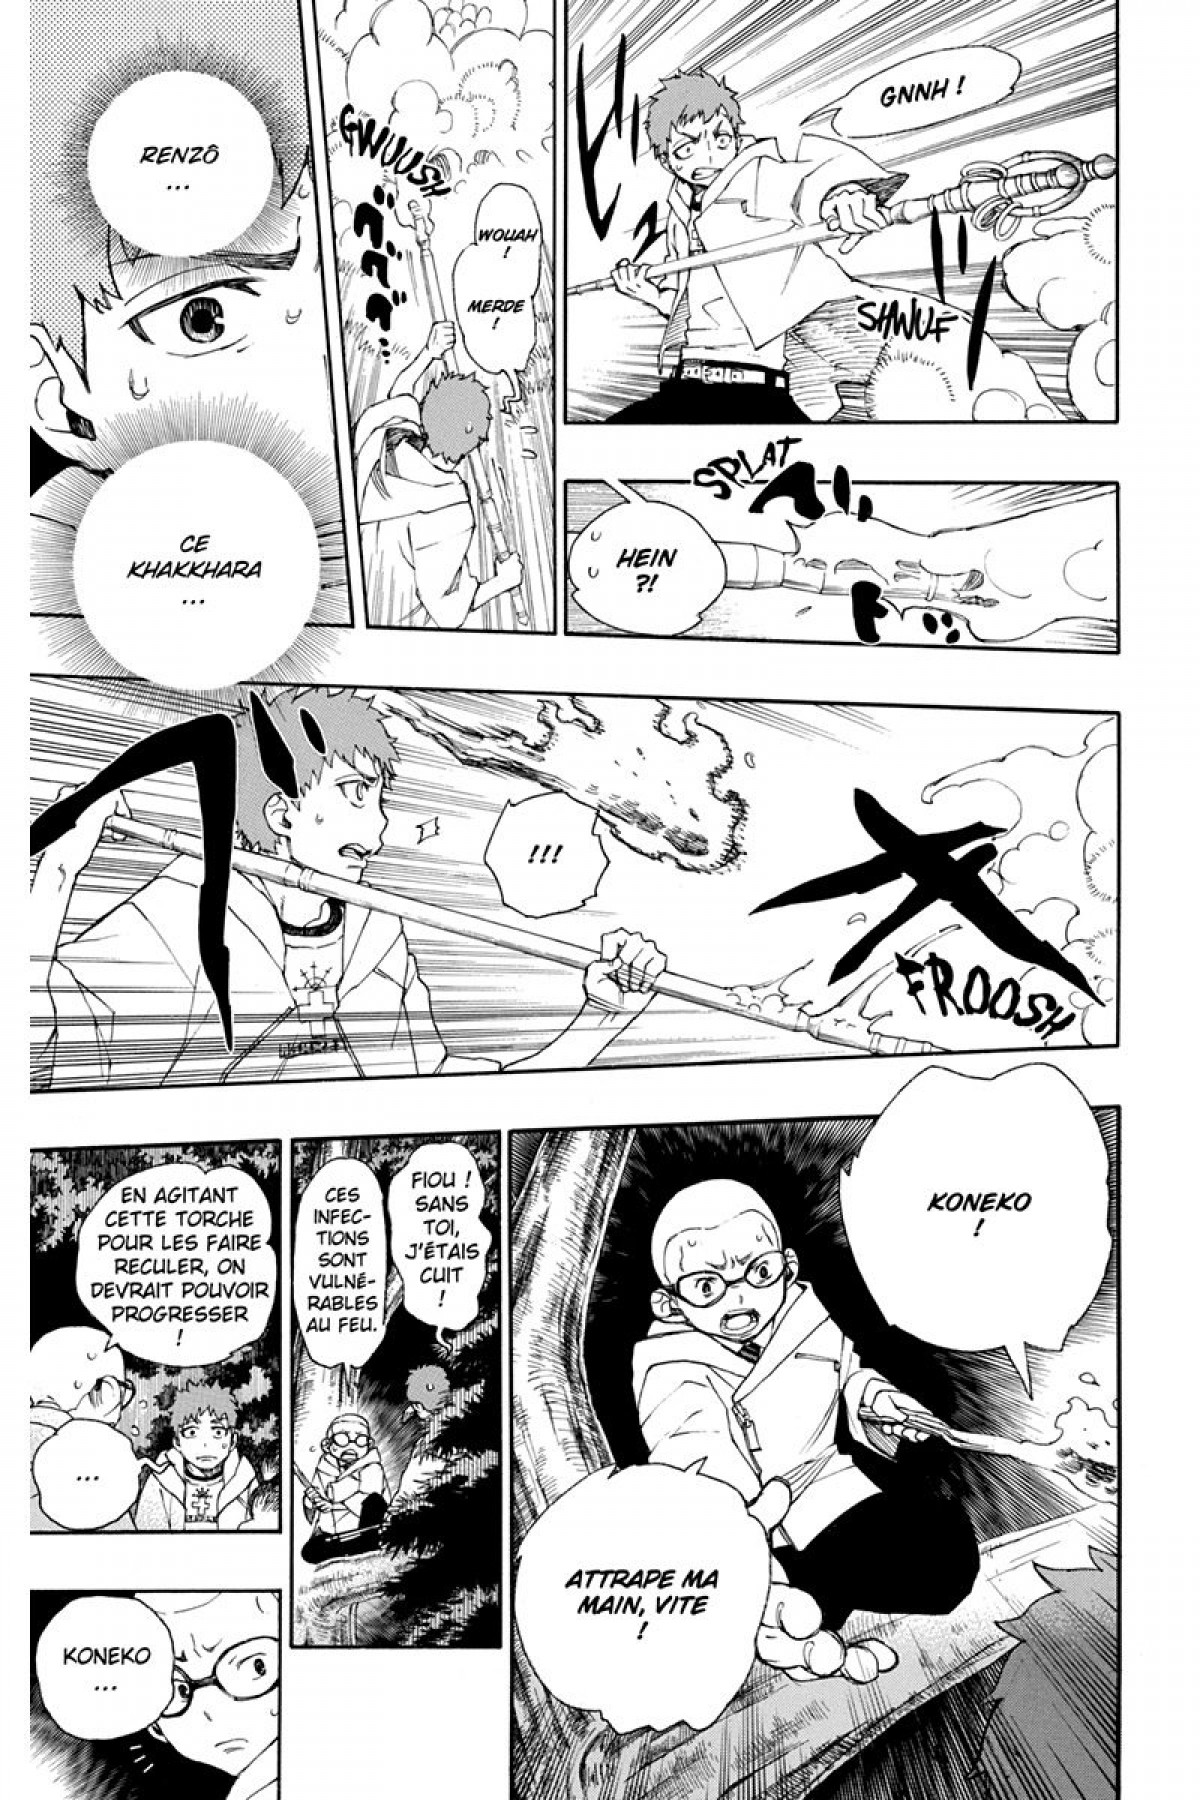 GNNH !
SHWUF
SPLAT
HEIN
?!
GWUUSH
WOUAH
!
MERDE !
RENZÔ
...
CE
KHAKKHARA
...
!!!
FROOSH
KONEKO
!
ATTRAPE MA
MAIN, VITE
!
FIOU !
SANS
TOI,
J'ÉTAIS
CUIT
!
CES
INFEC-
TIONS
SONT
VULNÉ-
RABLES
AU FEU.
EN AGITANT
CETTE TORCHE
POUR LES FAIRE
RECULER, ON
DEVRAIT POUVOIR
PROGRESSER
!
...
KONEKO
...